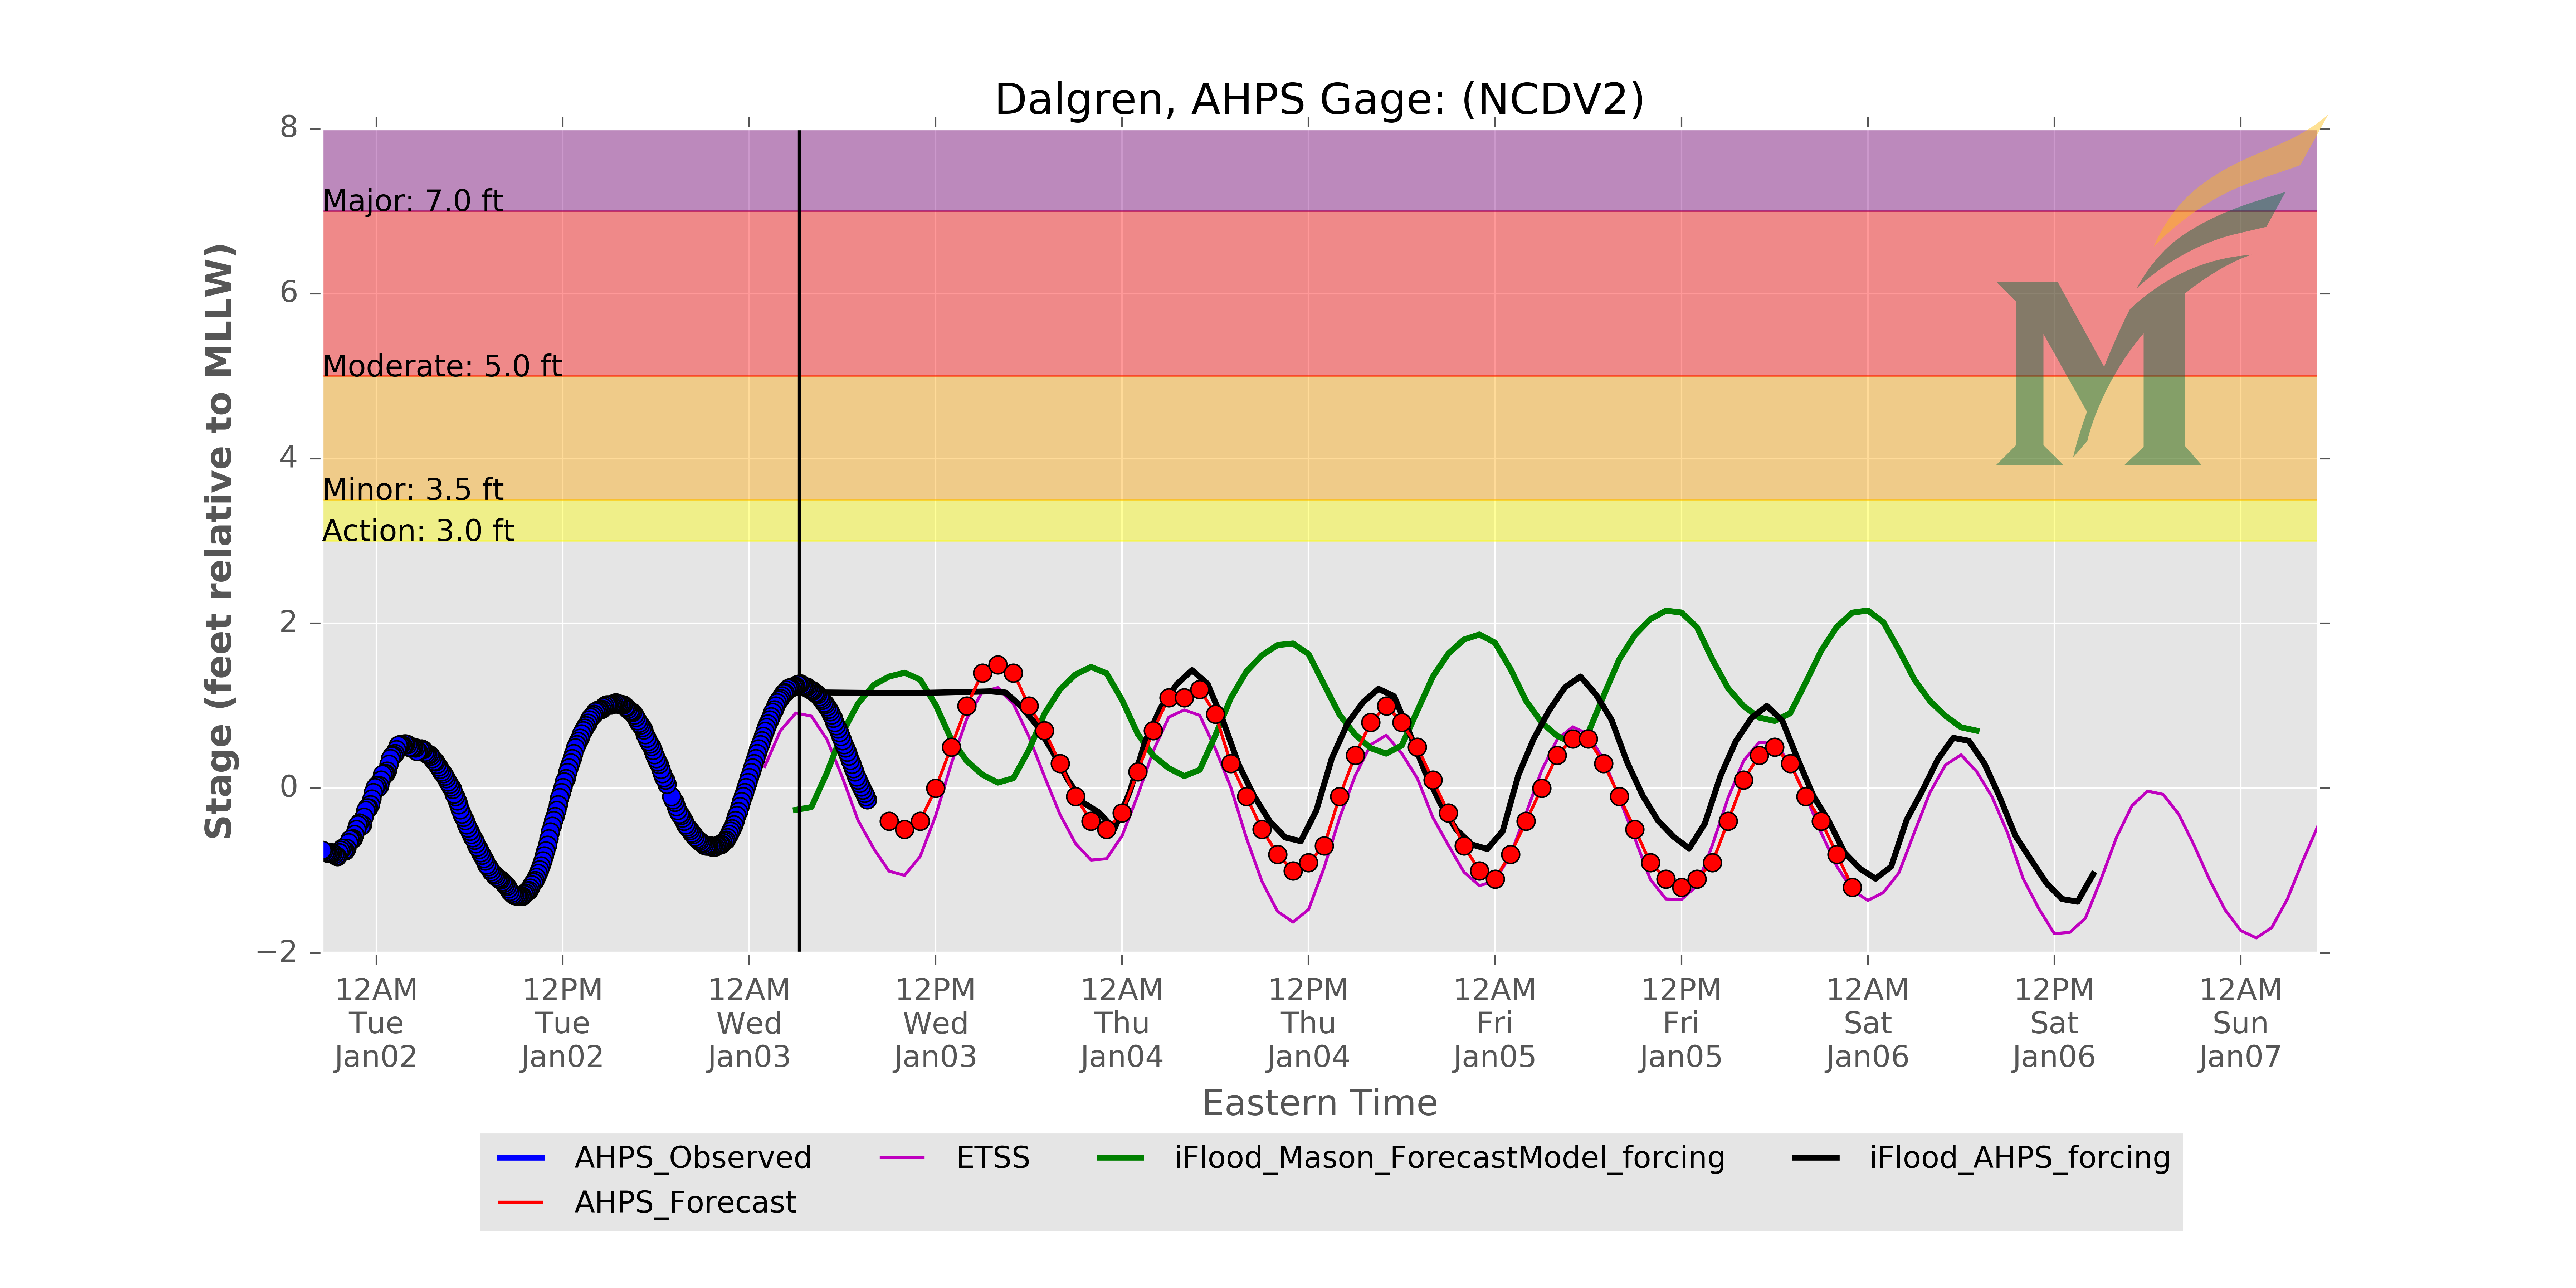 Dalgren, AHPS Gage: (NCDV2)
Stage (feet relative to MLLW)
8
6
4
2
0
−2
Major: 7.0 ft
Moderate: 5.0 ft
Minor: 3.5 ft
Action: 3.0 ft
M
12AM 12PM 12AM 12PM 12AM 12PM 12AM 12PM 12AM 12PM 12AM
Tue Tue Wed Wed Thu Thu Fri Fri Sat Sat Sun
Jan02 Jan02 Jan03 Jan03 Jan04 Jan04 Jan05 Jan05 Jan06 Jan06 Jan07
Eastern Time
AHPS_Observed ETSS iFlood_Mason_ForecastModel_forcing iFlood_AHPS_forcing
AHPS_Forecast